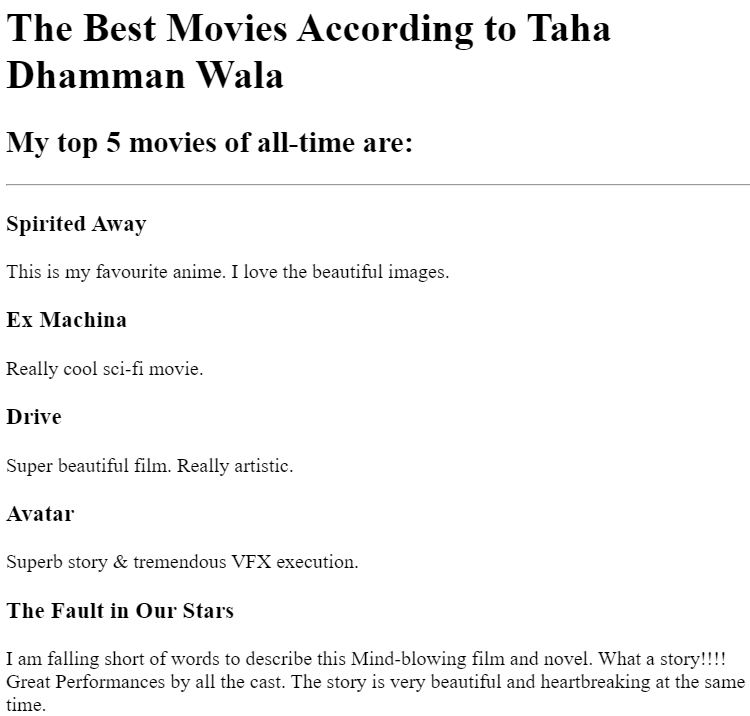 The Best Movies According to Taha
Dhamman Wala
My top 5 movies of all-time are:
Spirited Away
This is my favourite anime. I love the beautiful images.
Ex Machina
Really cool sci-fi movie.
Drive
Super beautiful film. Really artistic.
Avatar
Superb story & tremendous VFX execution.
The Fault in Our Stars
I am falling short of words to describe this Mind-blowing film and novel. What a story!!!!
Great Performances by all the cast. The story is very beautiful and heartbreaking at the same
time.